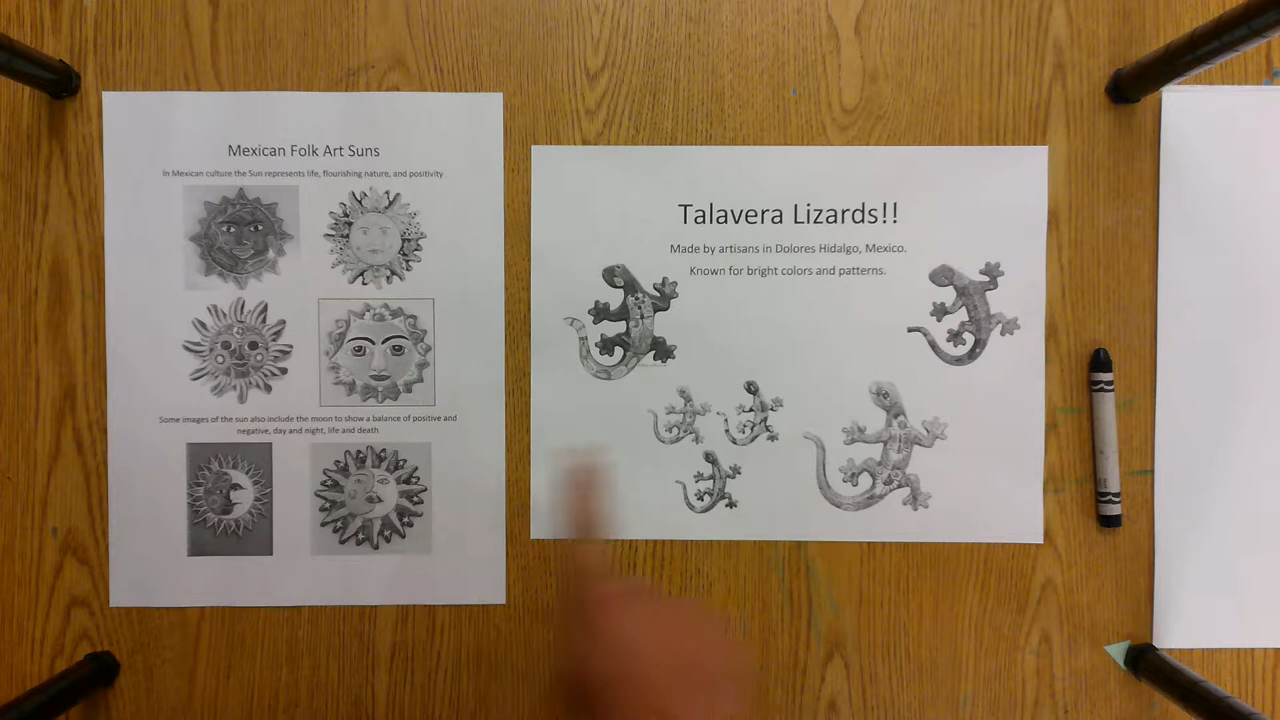 Mexican Folk Art Suns
In Mexican culture the Sun represents life, flourishing nature, and positivity
Some images of the sun also include the moon to show a balance of positive and
negative, day and night, life and death
Talavera Lizards!!
Made by artisans in Dolores Hidalgo, Mexico.
Known for bright colors and patterns.